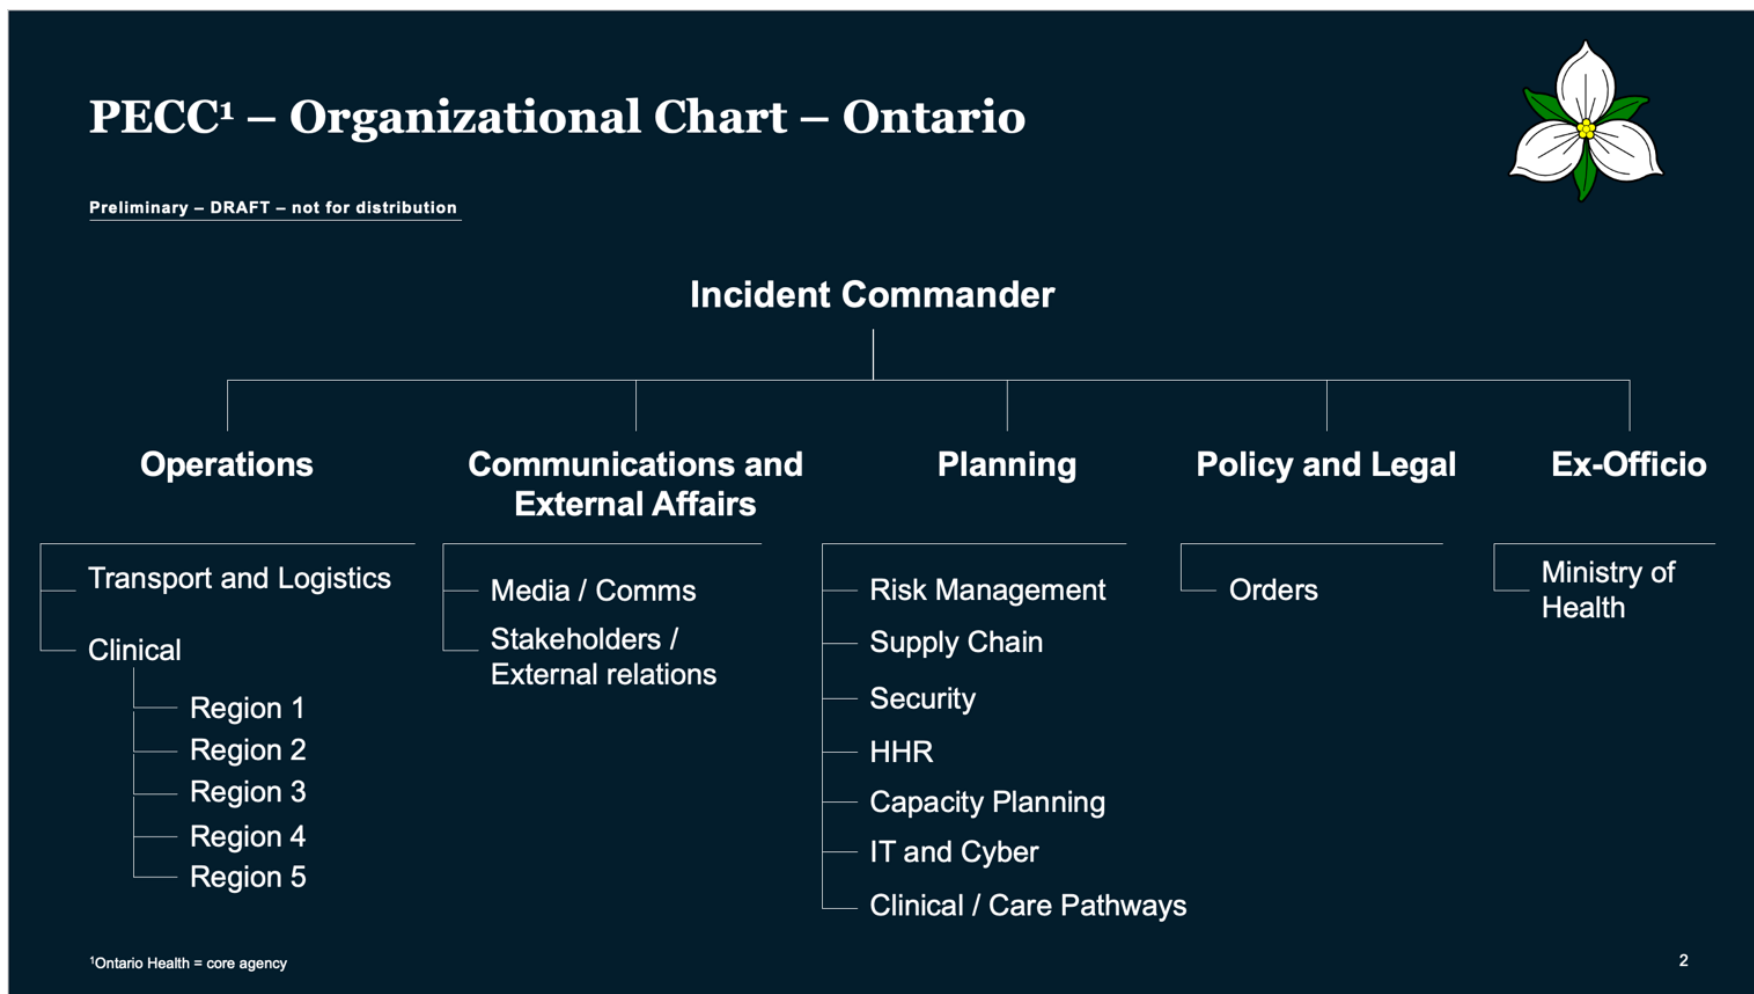 PECC¹ – Organizational Chart – Ontario
Preliminary – DRAFT – not for distribution
Incident Commander
Operations
Transport and Logistics
Clinical
Region 1
Region 2
Region 3
Region 4
Region 5
Communications and
External Affairs
Media / Comms
Stakeholders /
External relations
Planning
Risk Management
Supply Chain
Security
HHR
Capacity Planning
IT and Cyber
Clinical / Care Pathways
Policy and Legal
Orders
Ex-Officio
Ministry of
Health
¹Ontario Health = core agency
2